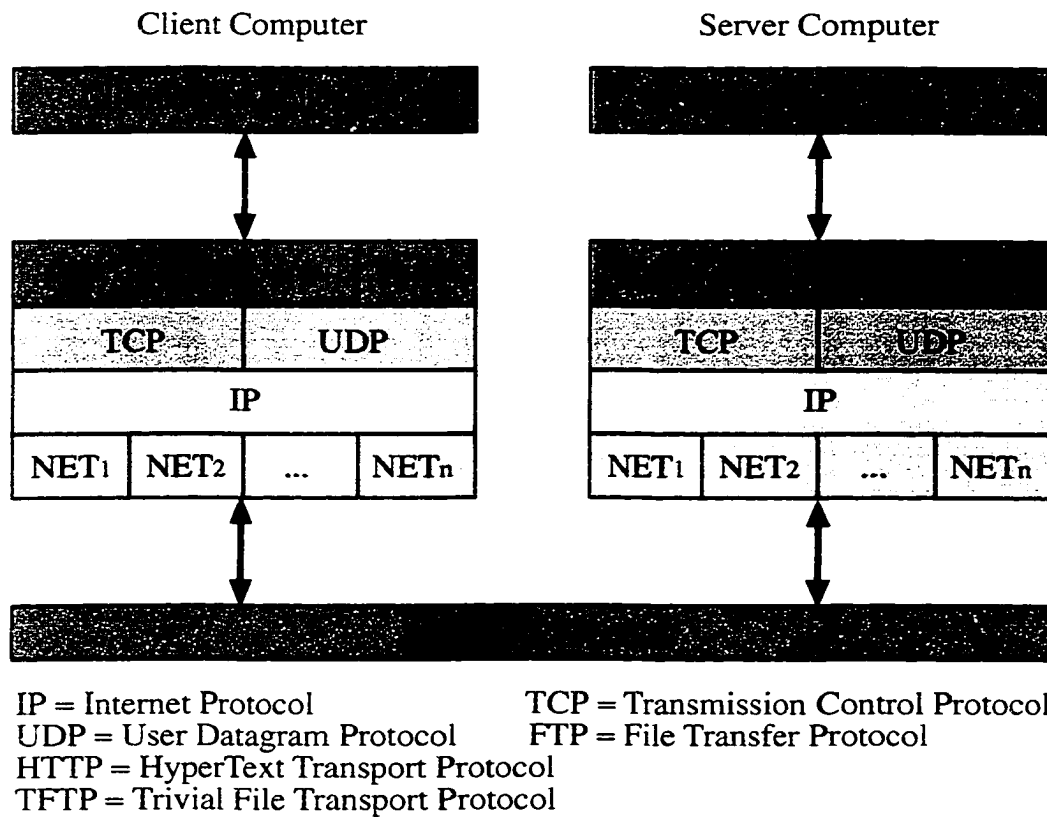 Client Computer
Server Computer
TCP UDP
TCP UDP
IP
IP
NET1 NET2 ... NETn
NET1 NET2 ... NETn
IP = Internet Protocol
TCP = Transmission Control Protocol
UDP = User Datagram Protocol
FTP = File Transfer Protocol
HTTP = HyperText Transport Protocol
TFTP = Trivial File Transport Protocol